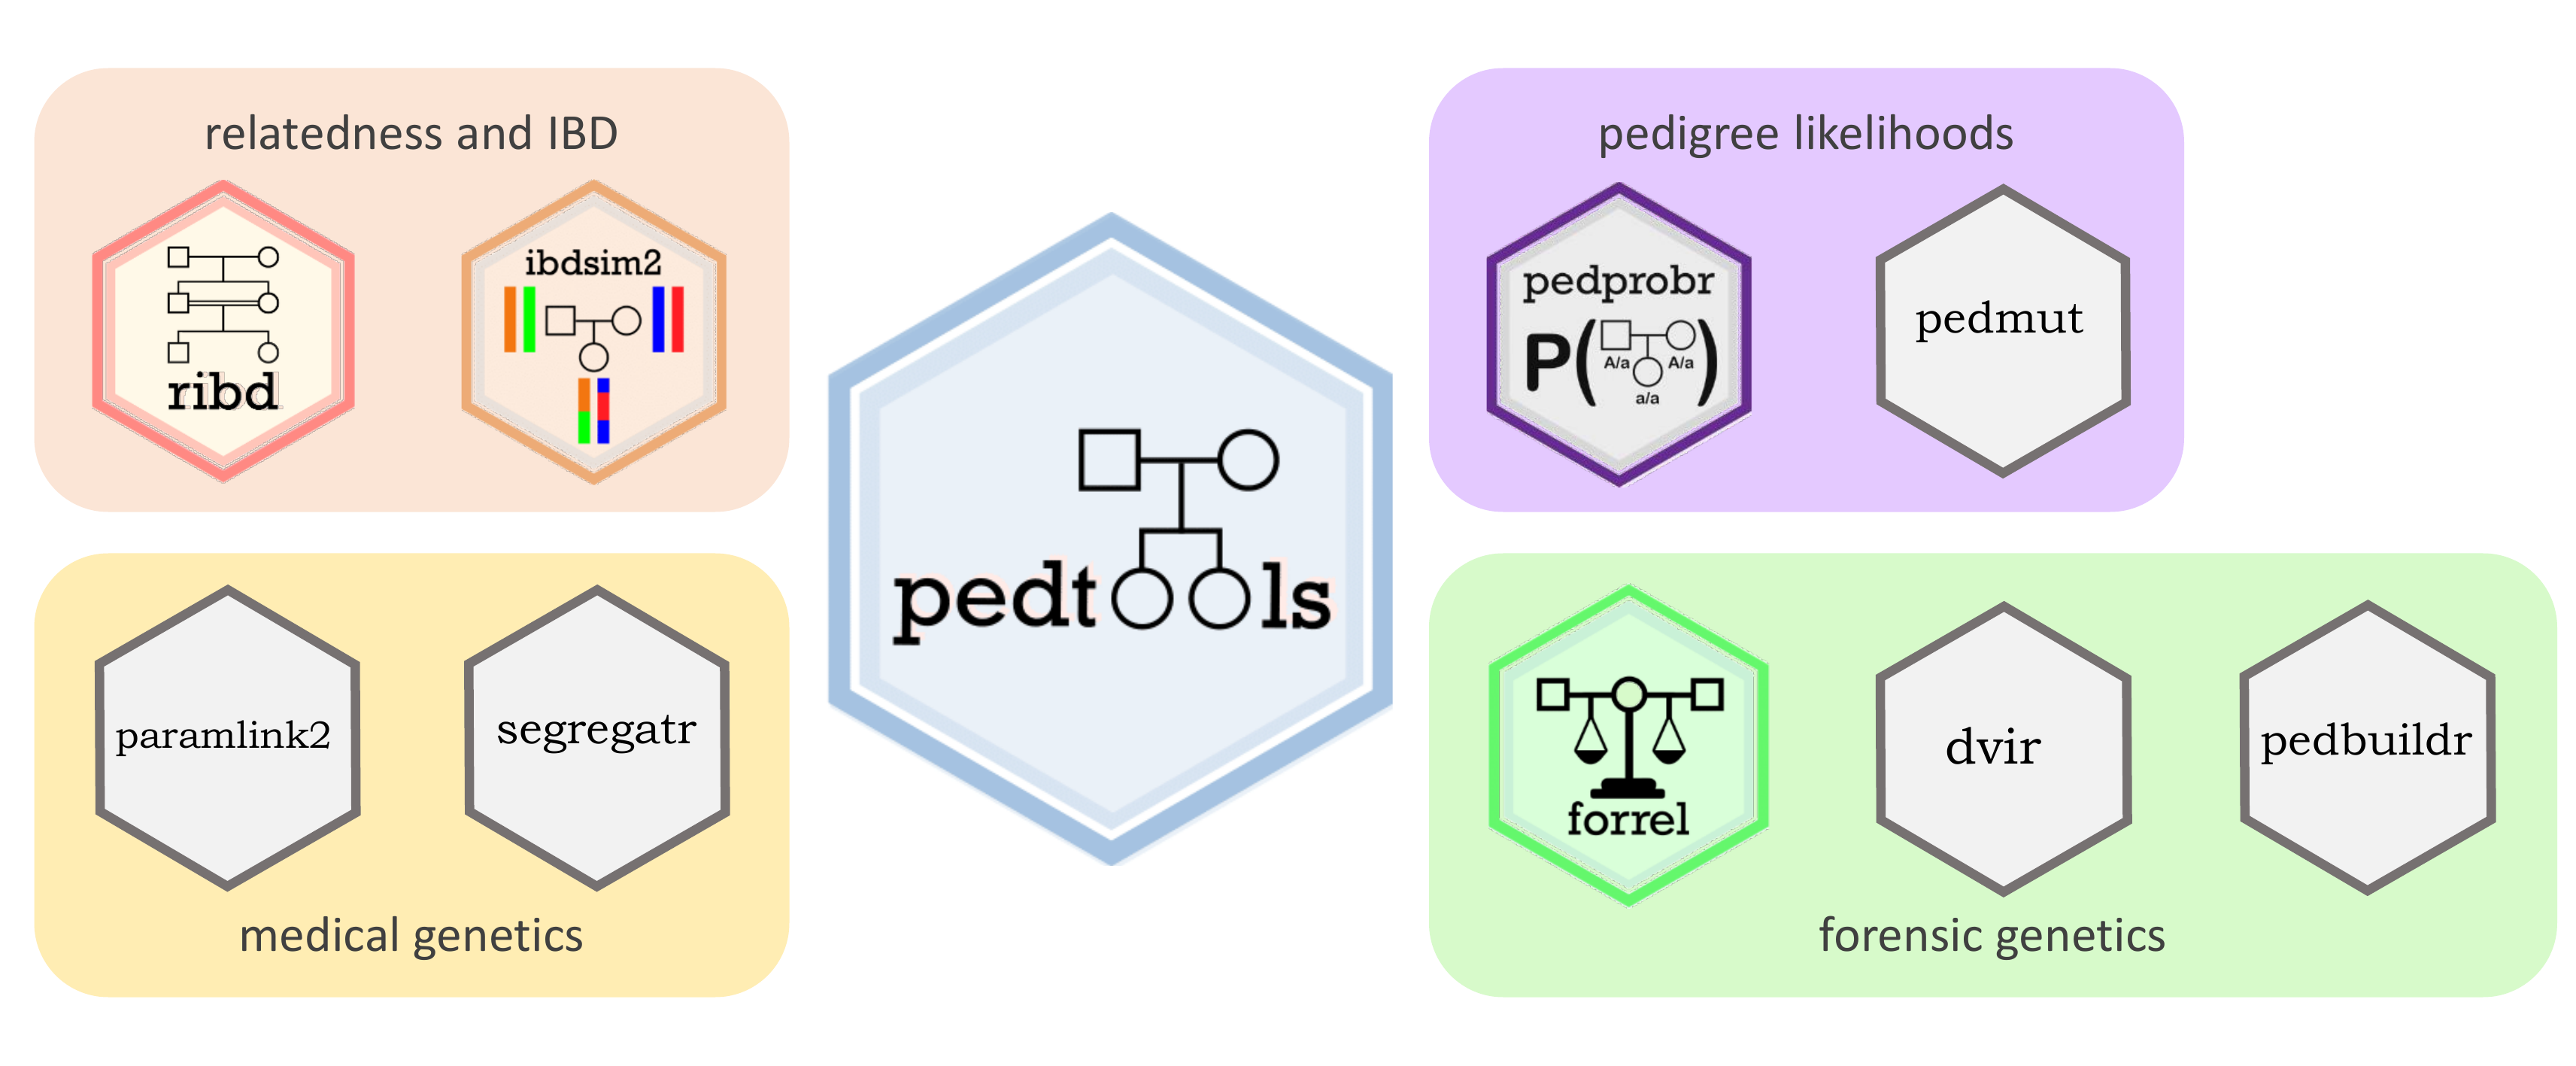 relatedness and IBD
ribd
ibdsim2
pedtools
pedigree likelihoods
pedprobr
P( )
A/a A/a
a/a
pedmut
paramlink2
segregatr
medical genetics
forrel
dvir
pedbuildr
forensic genetics